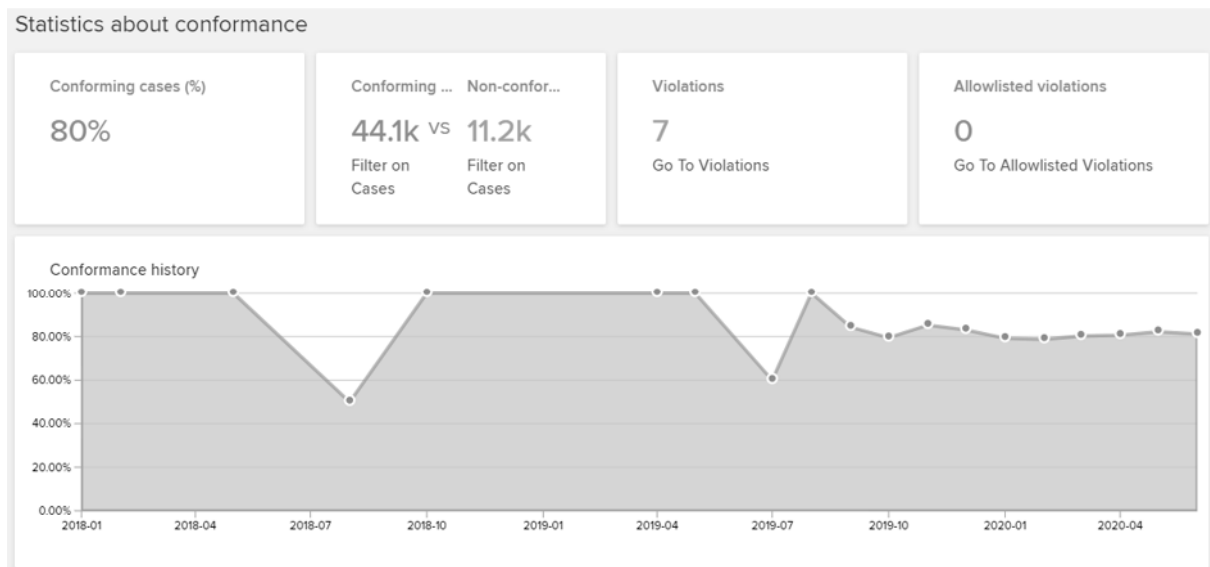 Statistics about conformance
Conforming cases (%)
80%
Conforming ... Non-confor...
44.1k vs 11.2k
Filter on Cases
Filter on Cases
Violations
7
Go To Violations
Allowlisted violations
0
Go To Allowlisted Violations
Conformance history
100.00%
80.00%
60.00%
40.00%
20.00%
0.00%
2018-01 2018-04 2018-07 2018-10 2019-01 2019-04 2019-07 2019-10 2020-01 2020-04